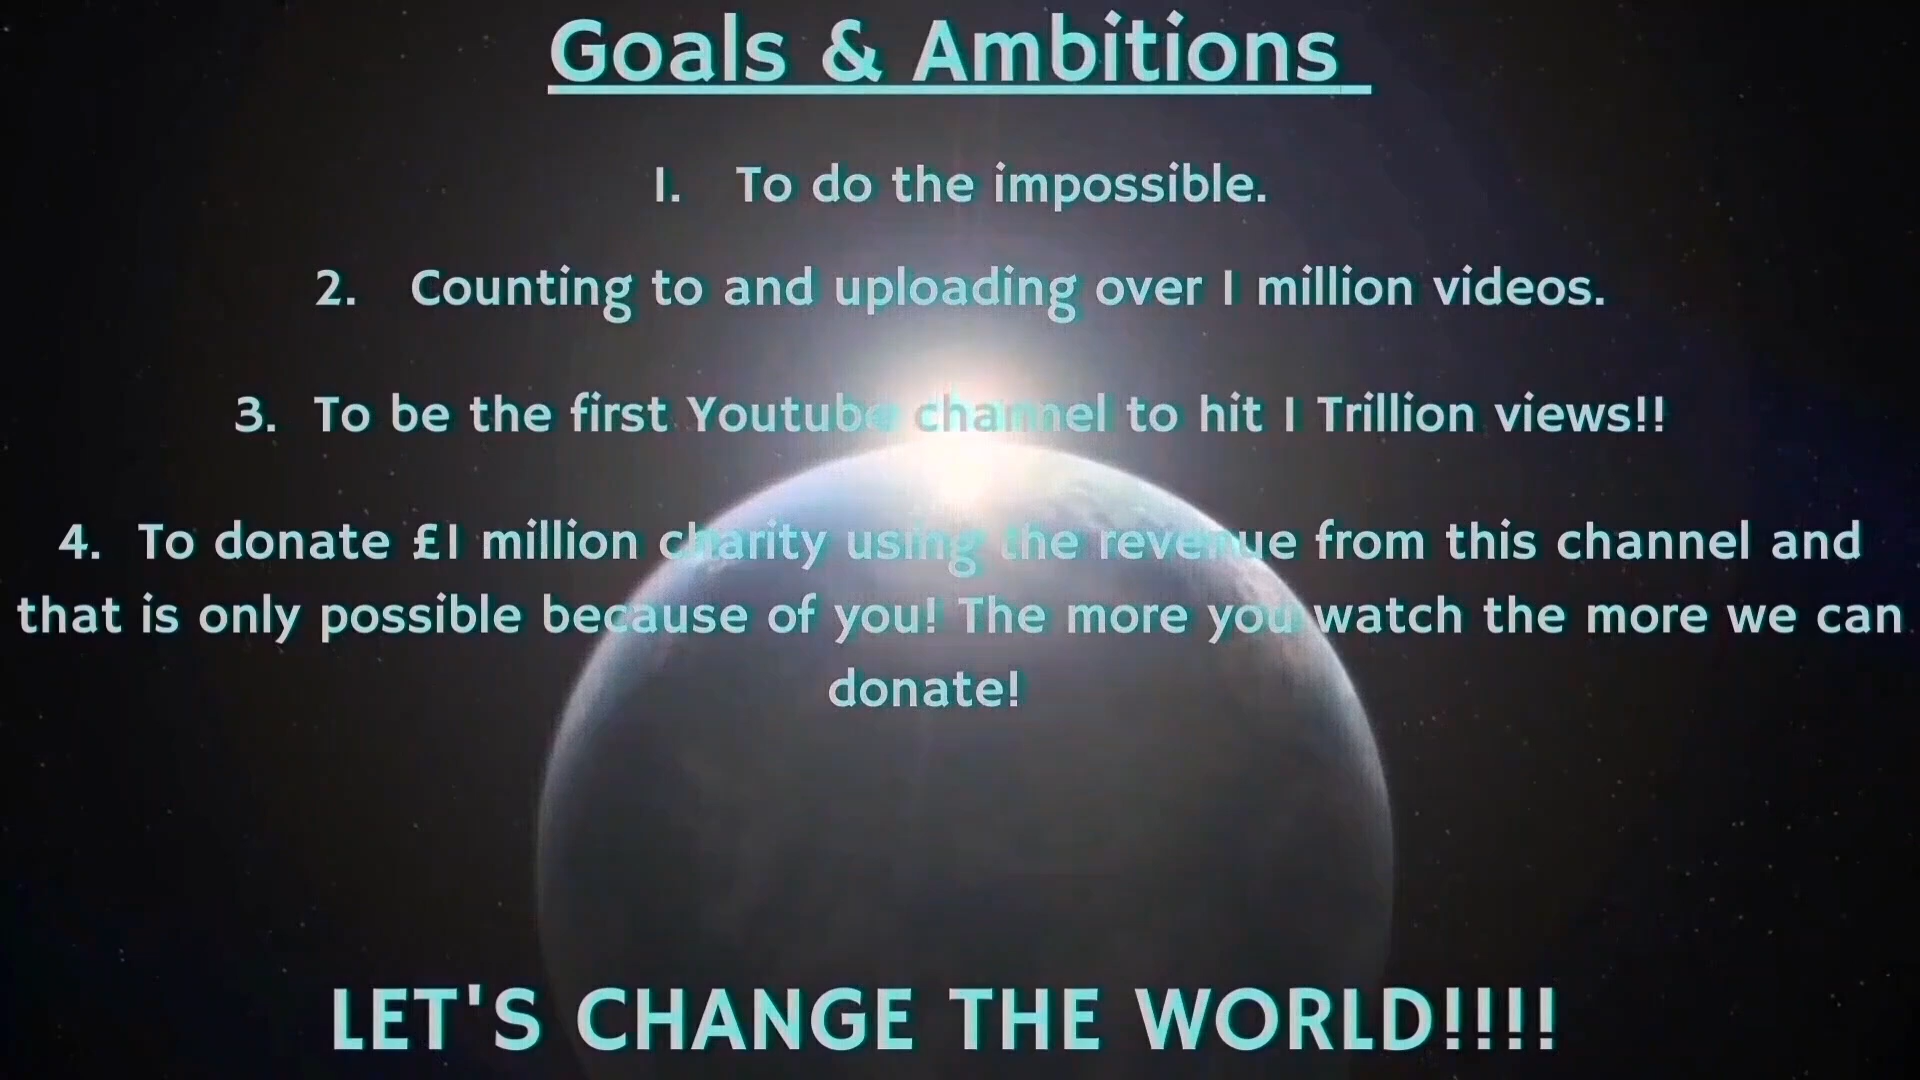 Goals & Ambitions
1. To do the impossible.
2. Counting to and uploading over 1 million videos.
3. To be the first Youtube channel to hit 1 Trillion views!!
4. To donate £1 million charity using the revenue from this channel and
that is only possible because of you! The more you watch the more we can
donate!
LET'S CHANGE THE WORLD!!!!